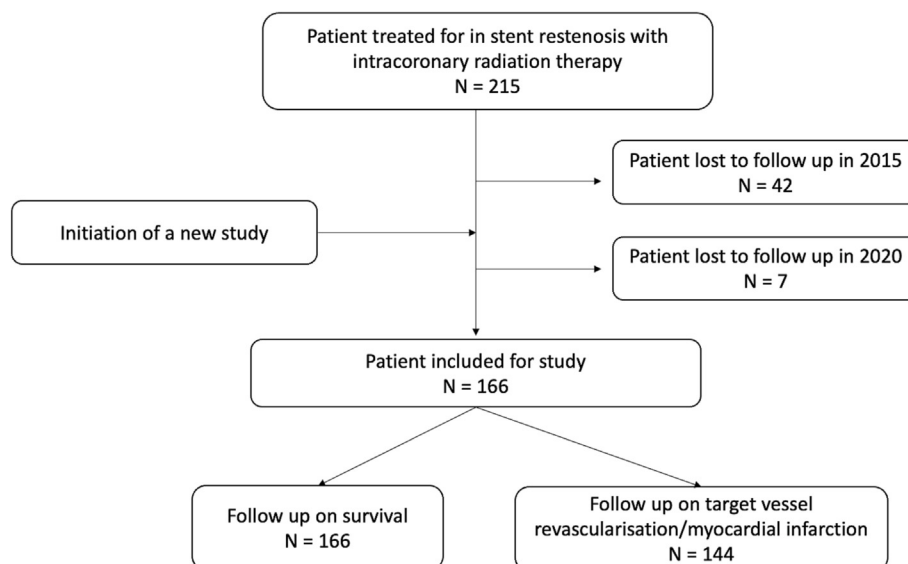 Patient treated for in stent restenosis with
intracoronary radiation therapy
N = 215
Patient lost to follow up in 2015
N = 42
Initiation of a new study
Patient lost to follow up in 2020
N = 7
Patient included for study
N = 166
Follow up on survival
N = 166
Follow up on target vessel
revascularisation/myocardial infarction
N = 144